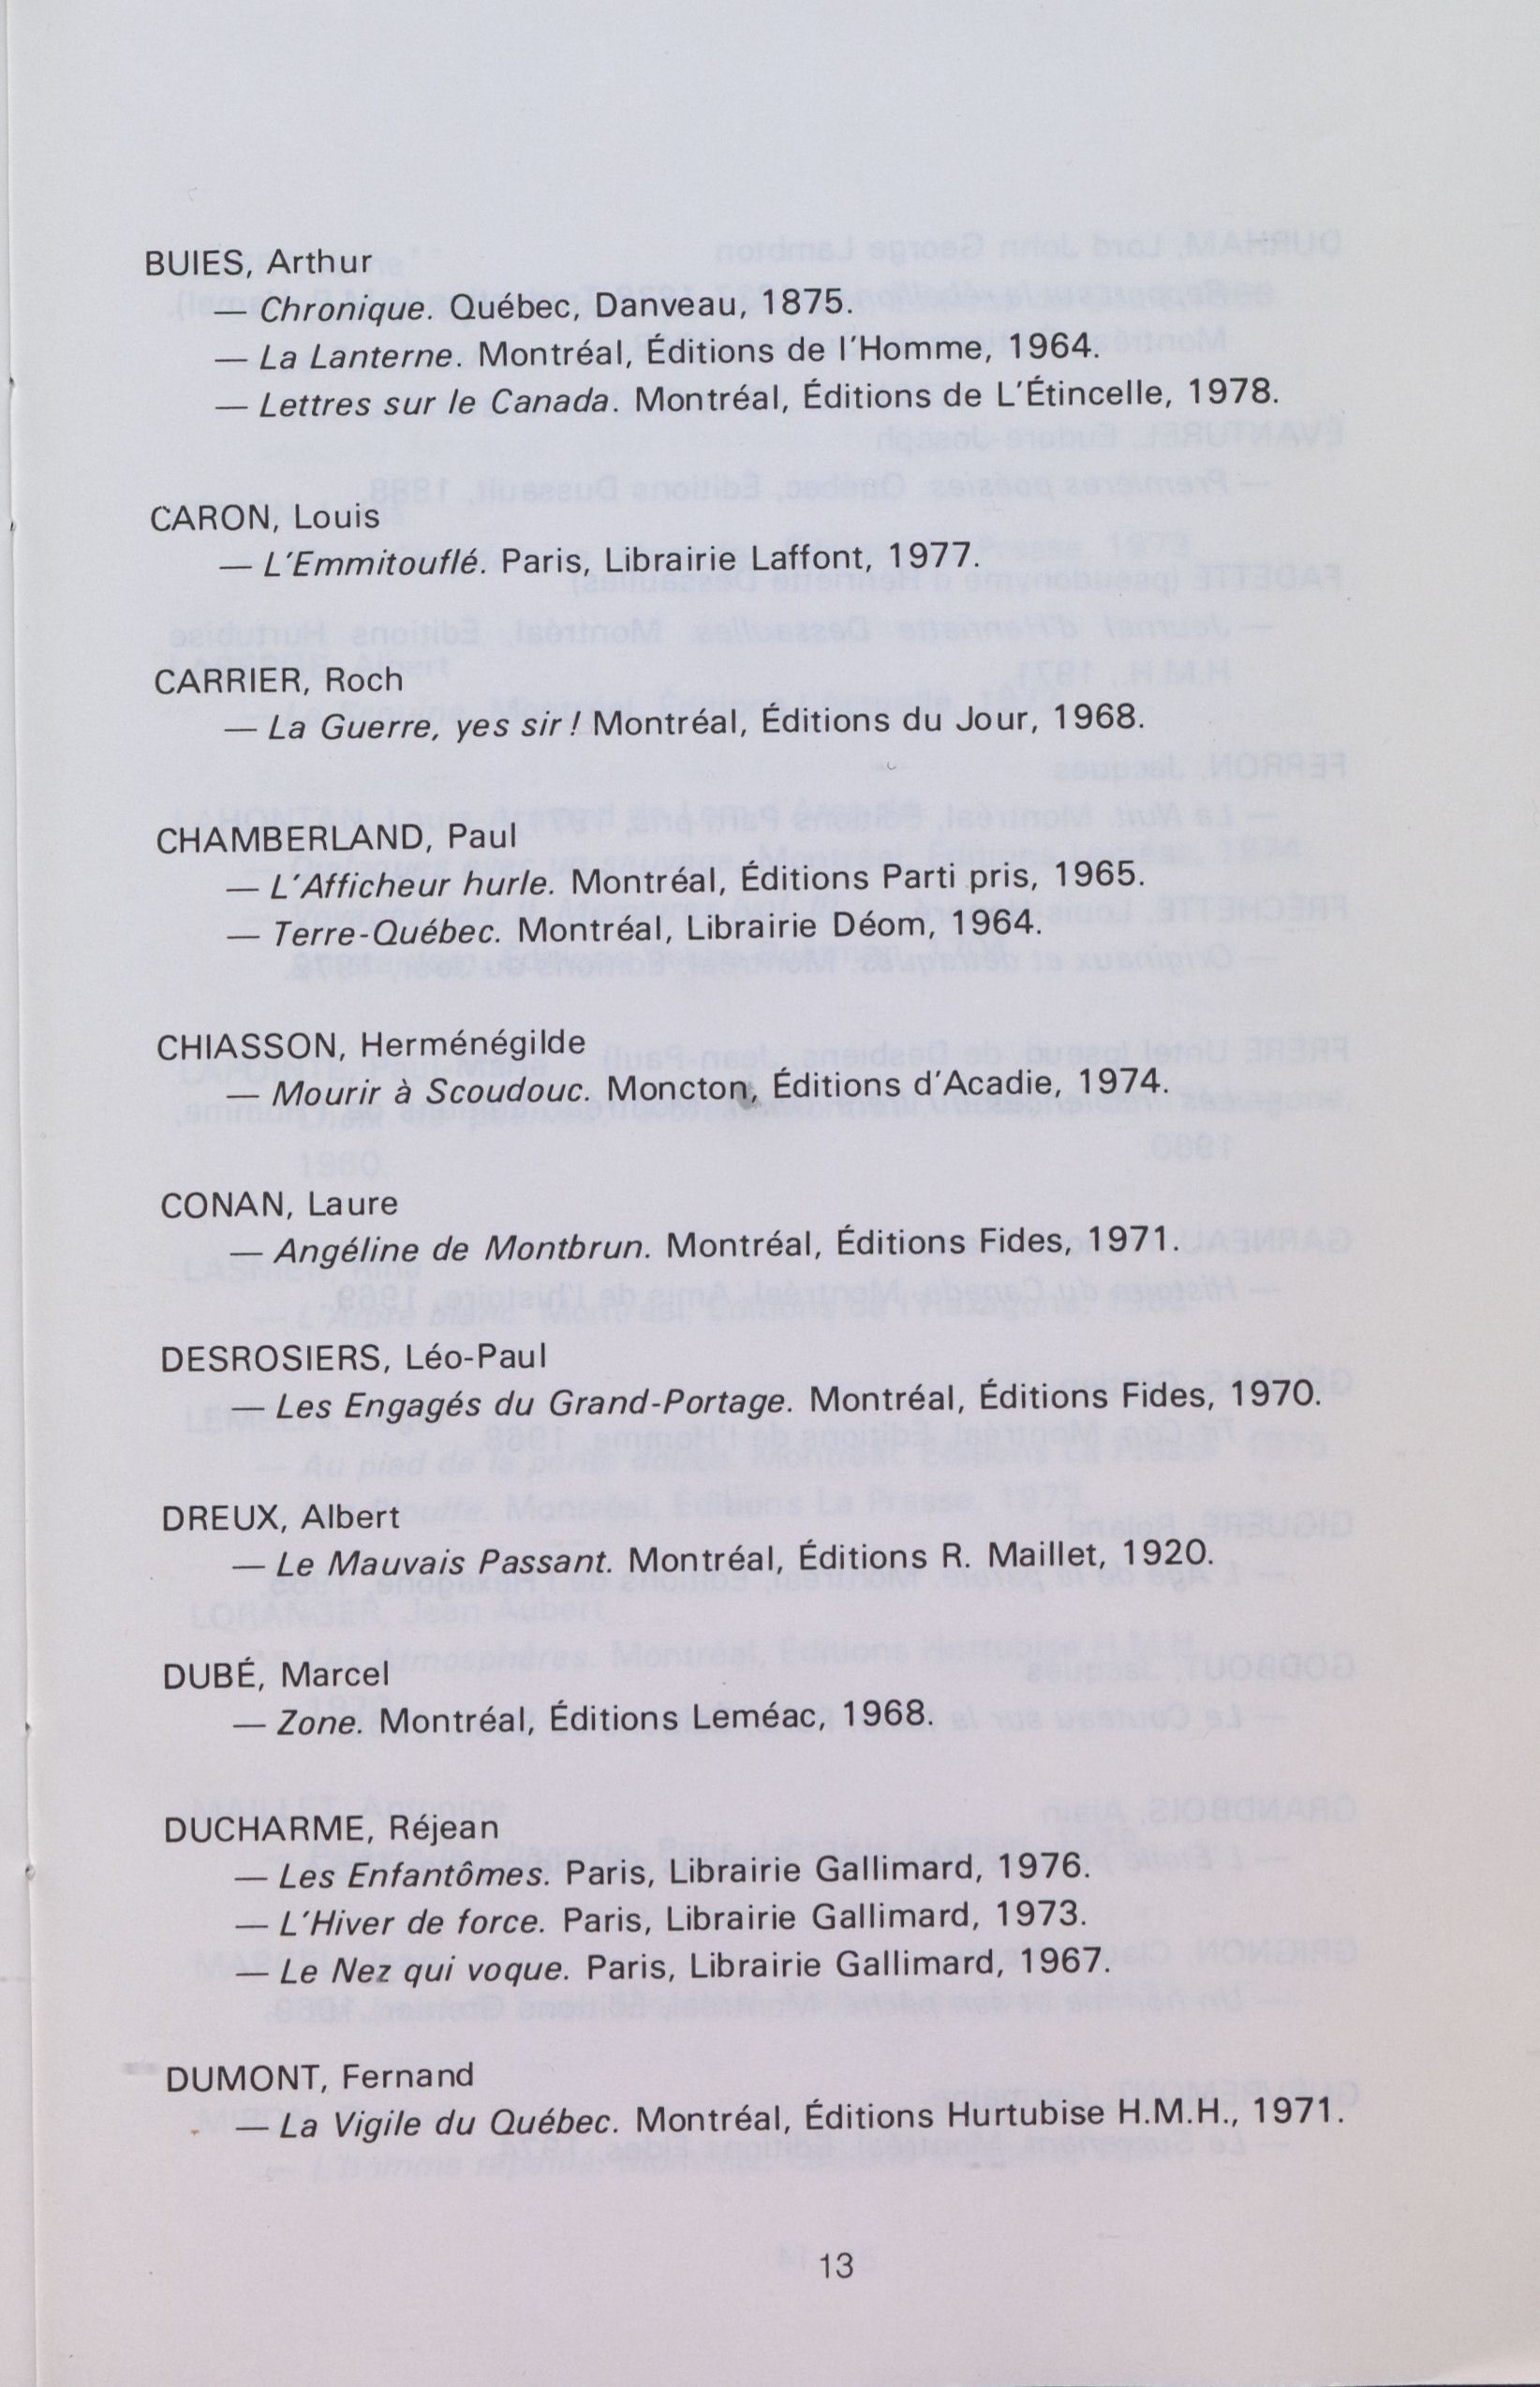 BUIES, Arthur
— Chronique. Québec, Danveau, 1875.
— La Lanterne. Montréal, Éditions de l'Homme, 1964.
— Lettres sur le Canada. Montréal, Éditions de L'Étincelle, 1978.
CARON, Louis
— L'Emmitouflé. Paris, Librairie Laffont, 1977.
CARRIER, Roch
— La Guerre, yes sir ! Montréal, Éditions du Jour, 1968.
CHAMBERLAND, Paul
— L'Afficheur hurle. Montréal, Éditions Parti pris, 1965.
— Terre-Québec. Montréal, Librairie Déom, 1964.
CHIASSON, Herménégilde
— Mourir à Scoudouc. Moncton, Éditions d'Acadie, 1974.
CONAN, Laure
— Angéline de Montbrun. Montréal, Éditions Fides, 1971.
DESROSIERS, Léo-Paul
— Les Engagés du Grand-Portage. Montréal, Éditions Fides, 1970.
DREUX, Albert
— Le Mauvais Passant. Montréal, Éditions R. Maillet, 1920.
DUBÉ, Marcel
— Zone. Montréal, Éditions Leméac, 1968.
DUCHARME, Réjean
— Les Enfantômes. Paris, Librairie Gallimard, 1976.
— L'Hiver de force. Paris, Librairie Gallimard, 1973.
— Le Nez qui voque. Paris, Librairie Gallimard, 1967.
DUMONT, Fernand
— La Vigile du Québec. Montréal, Éditions Hurtubise H.M.H., 1971.
13